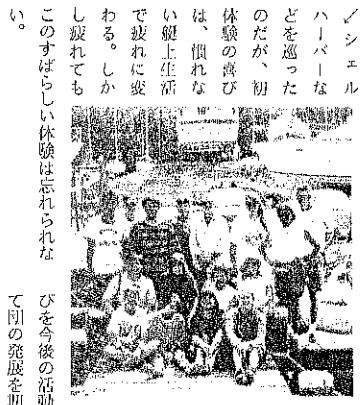 ンシェル
ハーバーな
どを巡った
のだが、初
体験の喜び
は、慣れな
い艇上生活
で疲れに変
わる。しか
し疲れても
このすばらしい体験は忘れられな
い。
びを今後の活動
て団の発展を期